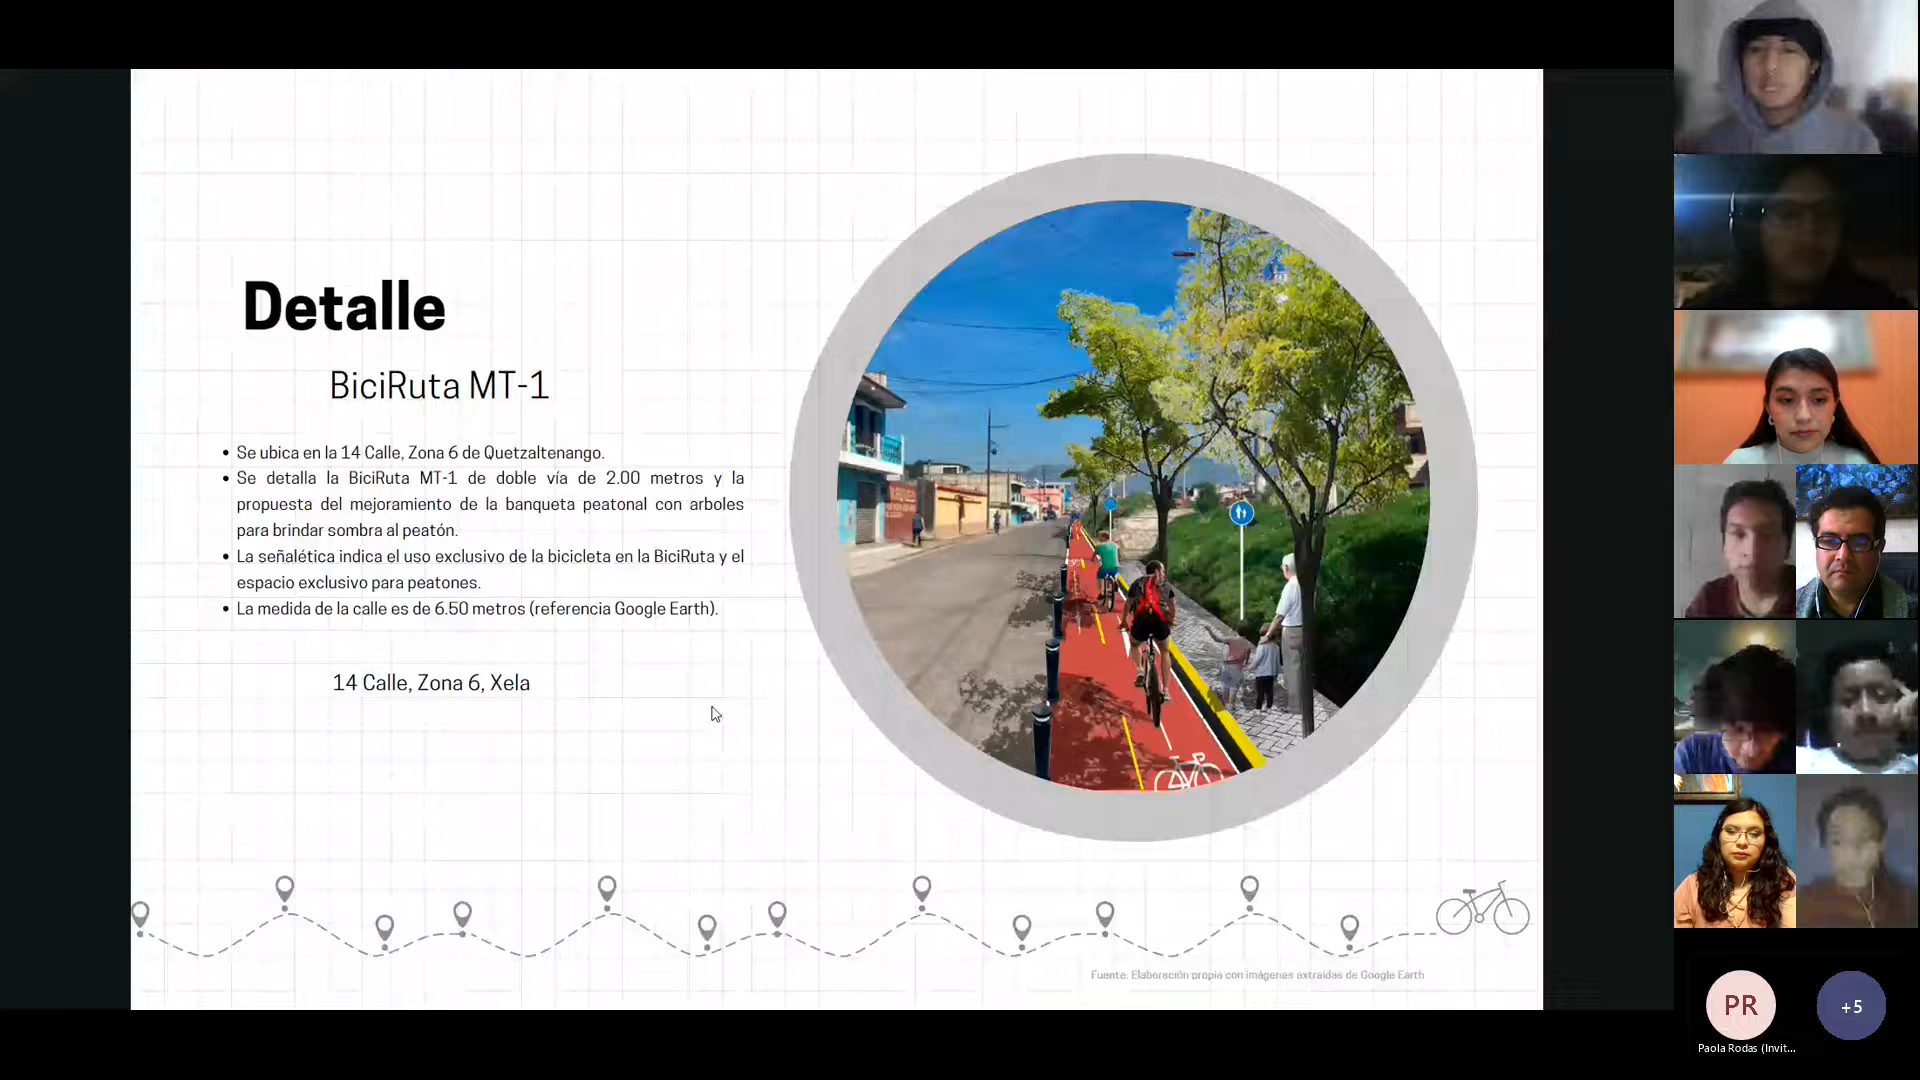 Detalle
BiciRuta MT-1
• Se ubica en la 14 Calle, Zona 6 de Quetzaltenango.
• Se detalla la BiciRuta MT-1 de doble vía de 2.00 metros y la
propuesta del mejoramiento de la banqueta peatonal con arboles
para brindar sombra al peatón.
• La señalética indica el uso exclusivo de la bicicleta en la BiciRuta y el
espacio exclusivo para peatones.
• La medida de la calle es de 6.50 metros (referencia Google Earth).
14 Calle, Zona 6, Xela
Fuente: Elaboración propia con imágenes extraídas de Google Earth
PR
+5
Paola Rodas (Invit...